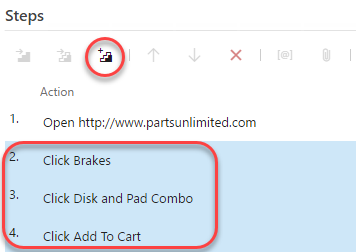 Steps
[@]
Action
1. Open http://www.partsunlimited.com
2. Click Brakes
3. Click Disk and Pad Combo
4. Click Add To Cart